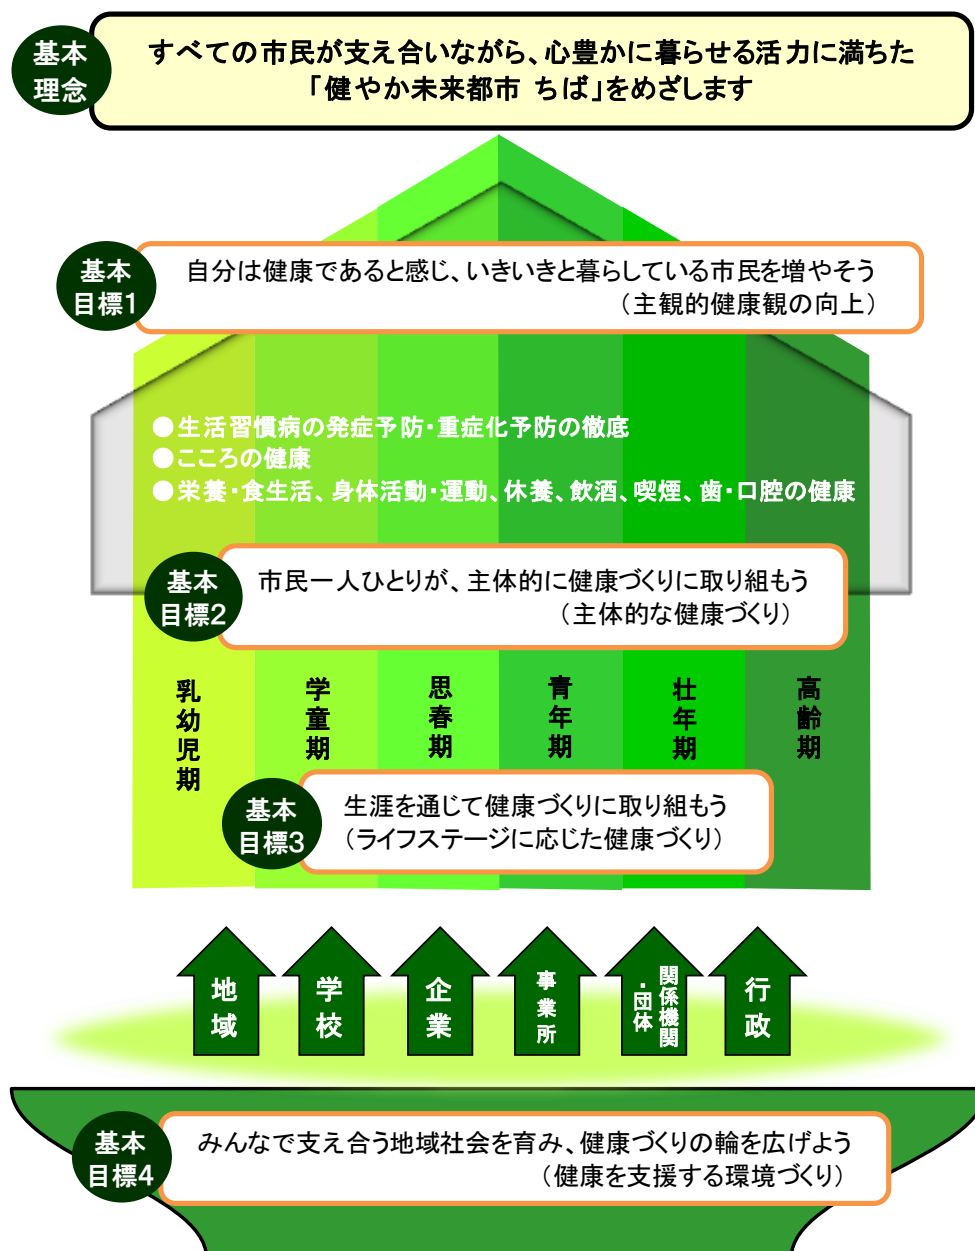 基本
理念
すべての市民が支え合いながら、心豊かに暮らせる活力に満ちた
「健やか未来都市 ちば」をめざします
基本
目標1
自分は健康であると感じ、いきいきと暮らしている市民を増やそう
（主観的健康観の向上）
●生活習慣病の発症予防・重症化予防の徹底
●こころの健康
●栄養・食生活、身体活動・運動、休養、飲酒、喫煙、歯・口腔の健康
基本
目標2
市民一人ひとりが、主体的に健康づくりに取り組もう
（主体的な健康づくり）
乳幼児期
学童期
思春期
青年期
壮年期
高齢期
基本
目標3
生涯を通じて健康づくりに取り組もう
（ライフステージに応じた健康づくり）
地域
学校
企業
事業所
関係機関
・団体
行政
基本
目標4
みんなで支え合う地域社会を育み、健康づくりの輪を広げよう
（健康を支援する環境づくり）